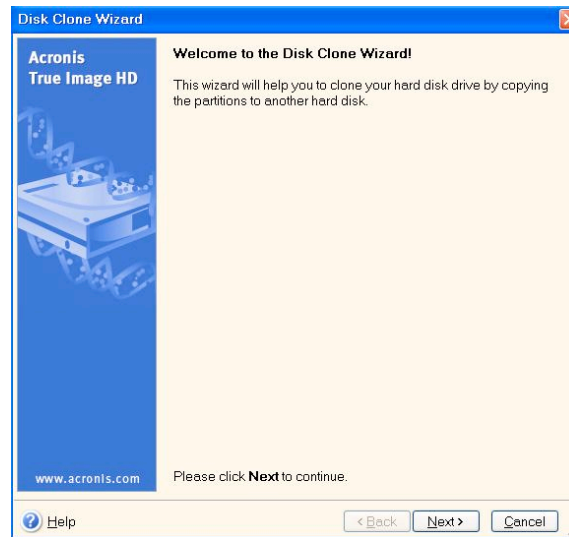 Disk Clone Wizard
Acronis
True Image HD
Welcome to the Disk Clone Wizard!
This wizard will help you to clone your hard disk drive by copying
the partitions to another hard disk.
Please click Next to continue.
www.acronis.com
Help
< Back
Next >
Cancel